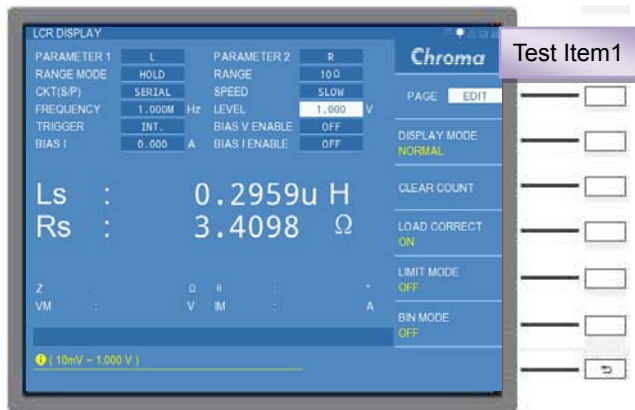 LCR DISPLAY
PARAMETER 1 L PARAMETER 2 R
RANGE MODE HOLD RANGE 10 Ω
CKT(S/P) SERIAL SPEED SLOW
FREQUENCY 1.000M Hz LEVEL 1.000 V
TRIGGER INT. BIAS V ENABLE OFF
BIAS I 0.000 A BIAS I ENABLE OFF
Ls : 0.2959u H
Rs : 3.4098 Ω
Z : Ω θ : °
VM : V IM : A
( 10mV ~ 1.000 V )
Chroma
PAGE EDIT
DISPLAY MODE
NORMAL
CLEAR COUNT
LOAD CORRECT
ON
LIMIT MODE
OFF
BIN MODE
OFF
Test Item1